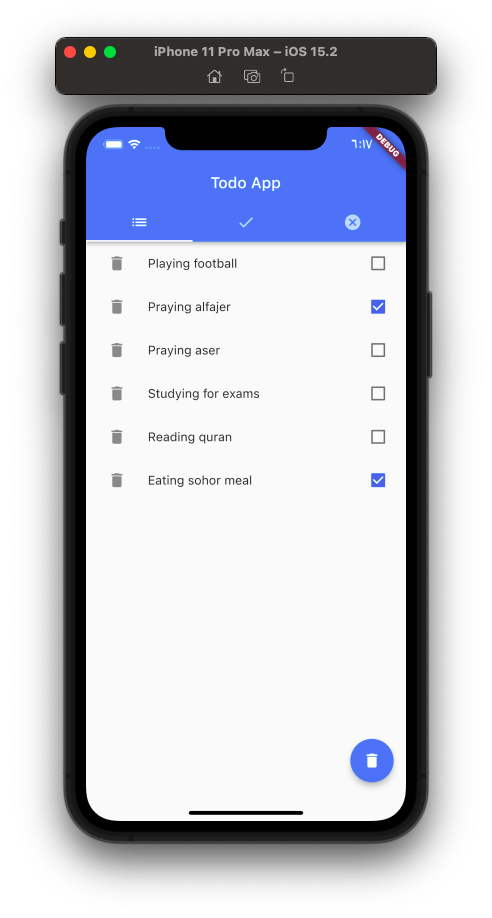 iPhone 11 Pro Max – iOS 15.2
٦:١٧
DEBUG
Todo App
Playing football
Praying alfajer
Praying aser
Studying for exams
Reading quran
Eating sohor meal